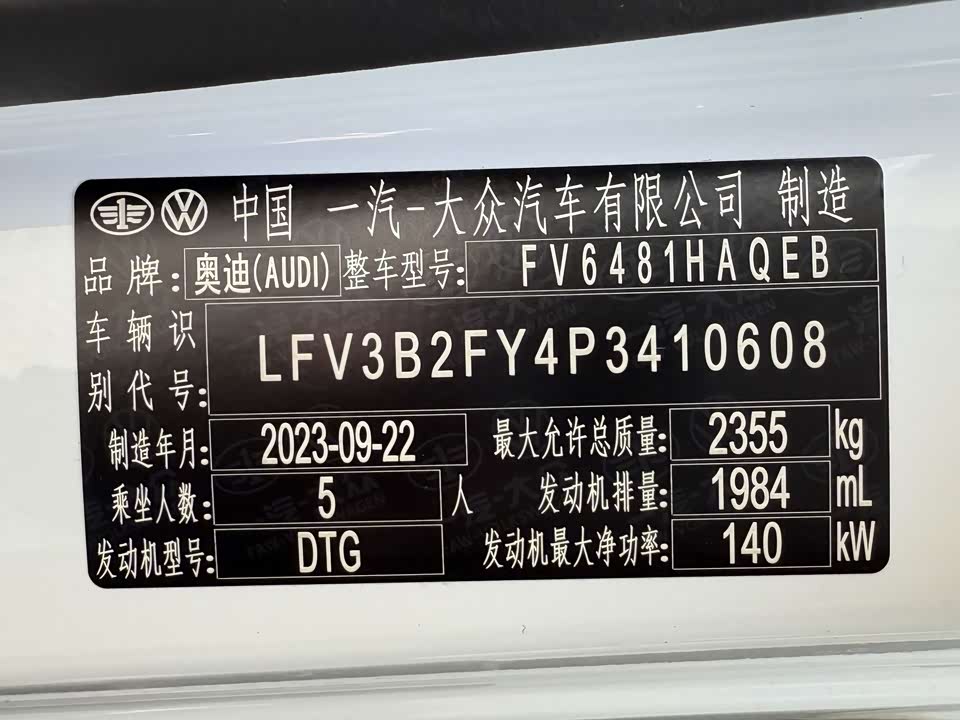 中国 一汽-大众汽车有限公司 制造
品牌: 奥迪(AUDI) 整车型号: FV6481HAQEB
车辆识别代号: LFV3B2FY4P3410608
制造年月: 2023-09-22 最大允许总质量: 2355 kg
乘坐人数: 5 人 发动机排量: 1984 mL
发动机型号: DTG 发动机最大净功率: 140 kW